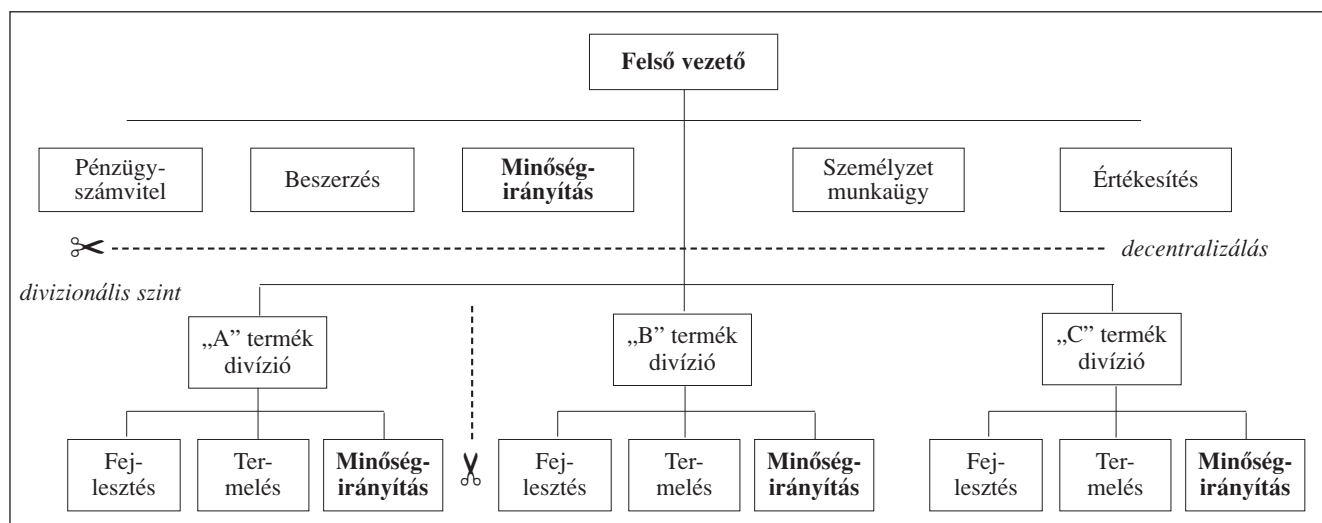 Felső vezető
Pénzügy-
számvitel
Beszerzés
Minőség-
irányítás
Személyzet
munkaügy
Értékesítés
decentralizálás
divizionális szint
„A” termék
divízió
„B” termék
divízió
„C” termék
divízió
Fej-
lesztés
Ter-
melés
Minőség-
irányítás
Fej-
lesztés
Ter-
melés
Minőség-
irányítás
Fej-
lesztés
Ter-
melés
Minőség-
irányítás